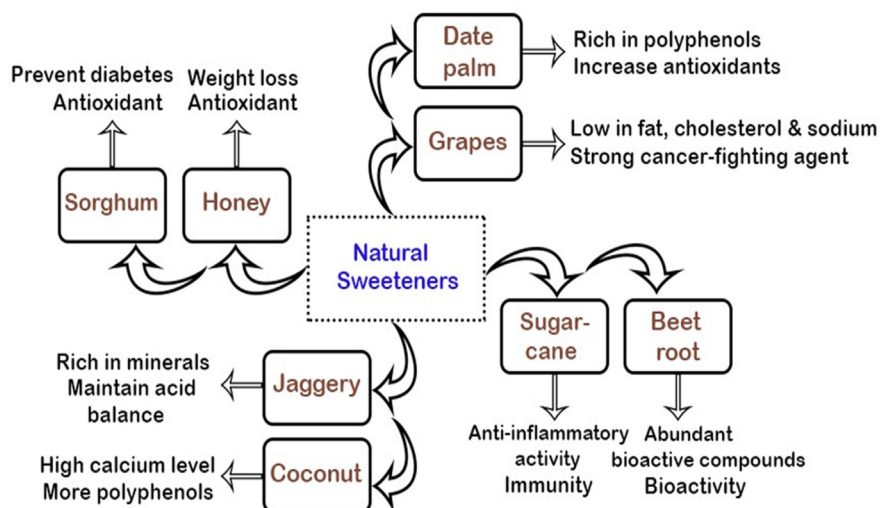 Date
palm
Rich in polyphenols
Increase antioxidants
Grapes
Low in fat, cholesterol & sodium
Strong cancer-fighting agent
Prevent diabetes
Antioxidant
Weight loss
Antioxidant
Sorghum
Honey
Natural
Sweeteners
Sugar-
cane
Beet
root
Anti-inflammatory
activity
Immunity
Abundant
bioactive compounds
Bioactivity
Rich in minerals
Maintain acid
balance
Jaggery
High calcium level
More polyphenols
Coconut